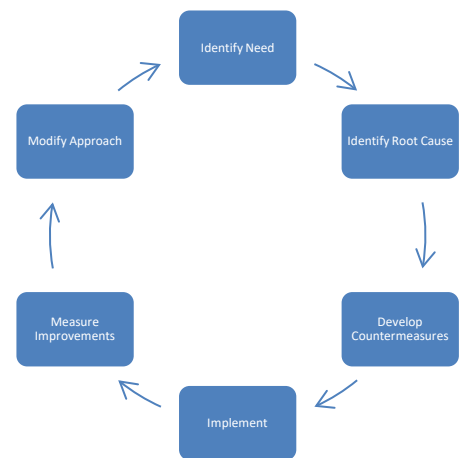 Identify Need
Identify Root Cause
Develop
Countermeasures
Implement
Measure
Improvements
Modify Approach